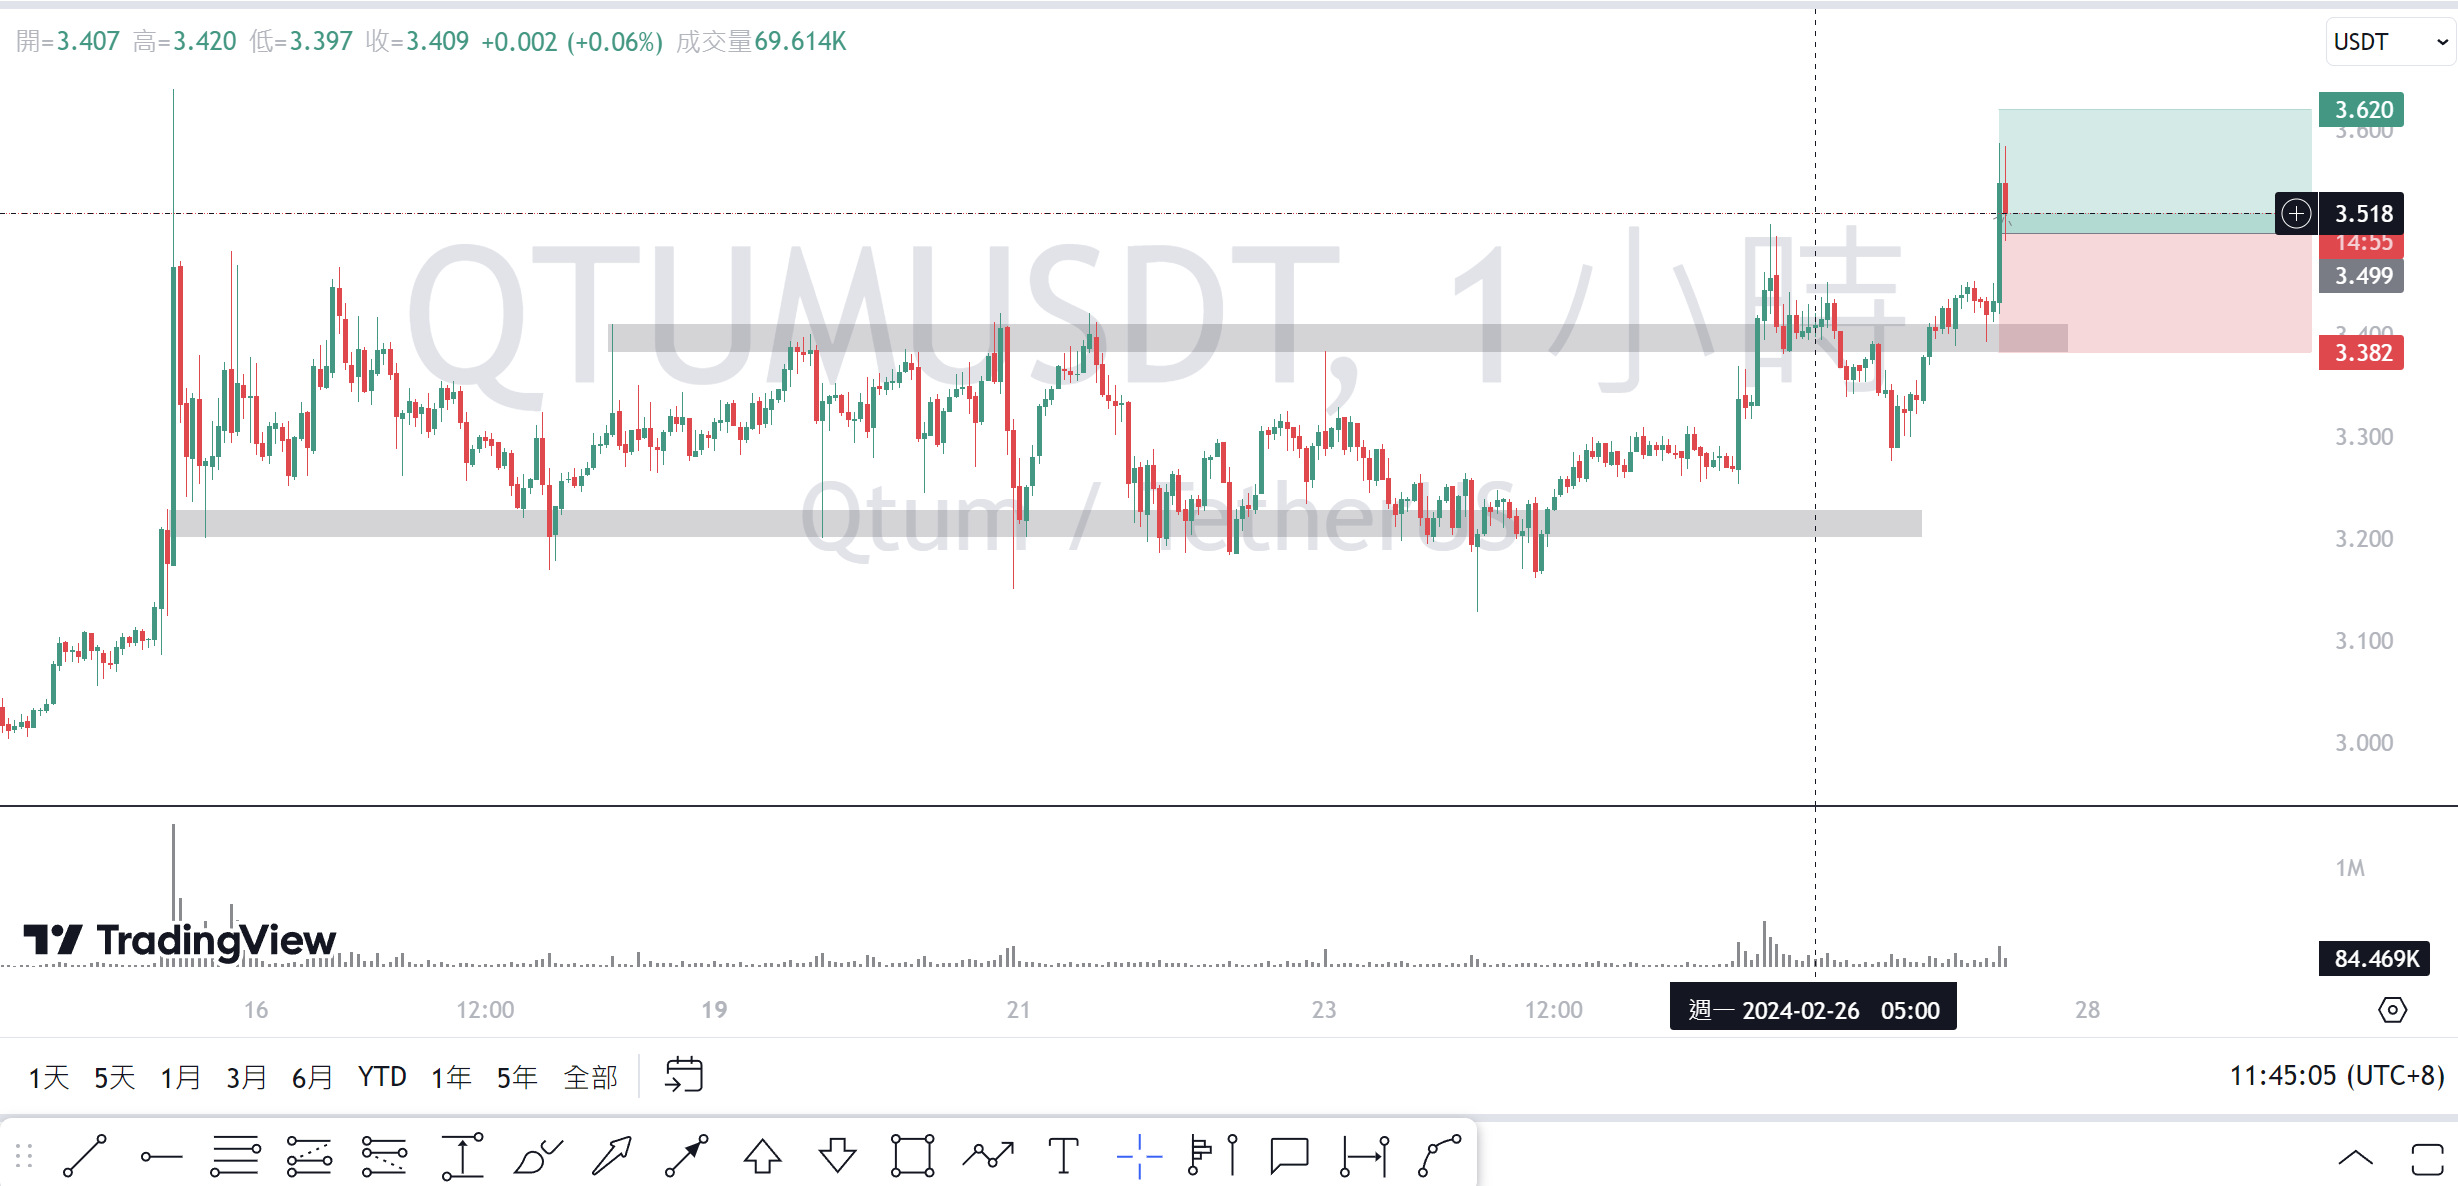 開=3.407 高=3.420 低=3.397 收=3.409 +0.002 (+0.06%) 成交量69.614K
USDT
3.620
3.600
3.518
14:55
3.499
3.400
3.382
3.300
3.200
3.100
3.000
QTUMUSDT, 1小時
Qtum / TetherUS
1M
84.469K
TradingView
16 12:00 19 21 23 12:00 週一 2024-02-26 05:00 28
1天 5天 1月 3月 6月 YTD 1年 5年 全部
11:45:05 (UTC+8)